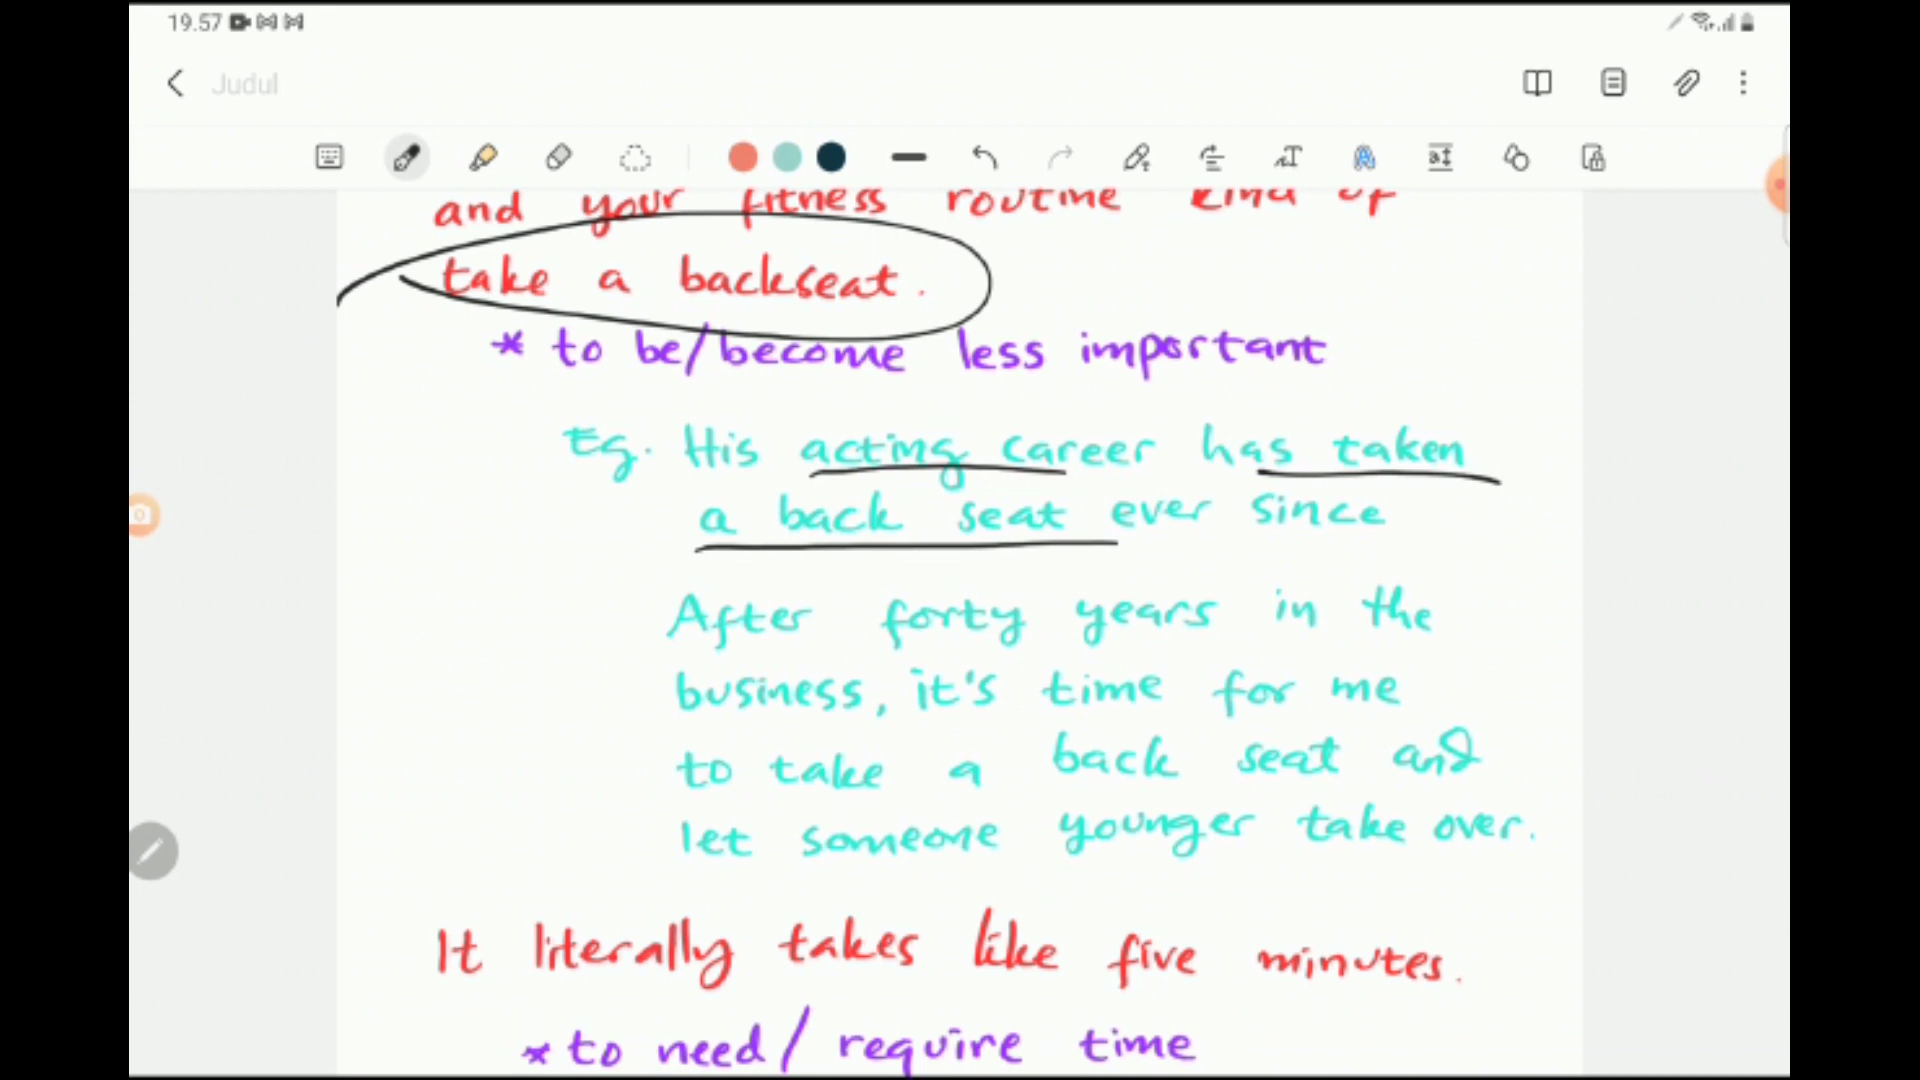 19.57
Judul
and your fitness routine kind of
take a backseat.
* to be/become less important
Eg. His acting career has taken
a back seat ever since
After forty years in the
business, it's time for me
to take a back seat and
let someone younger take over.
It literally takes like five minutes.
* to need/ require time